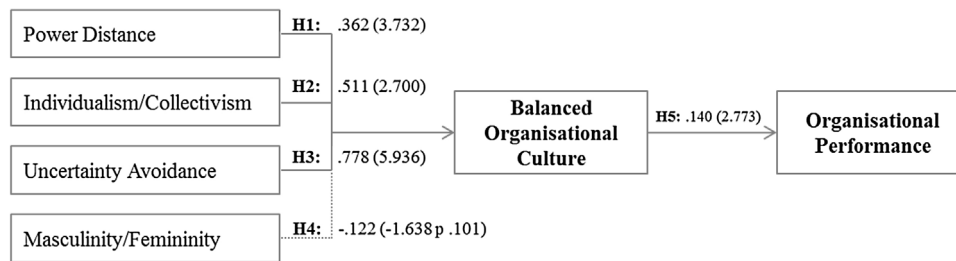 Power Distance
H1: .362 (3.732)
Individualism/Collectivism
H2: .511 (2.700)
Uncertainty Avoidance
H3: .778 (5.936)
Masculinity/Femininity
H4: -.122 (-1.638 p .101)
Balanced
Organisational
Culture
H5: .140 (2.773)
Organisational
Performance